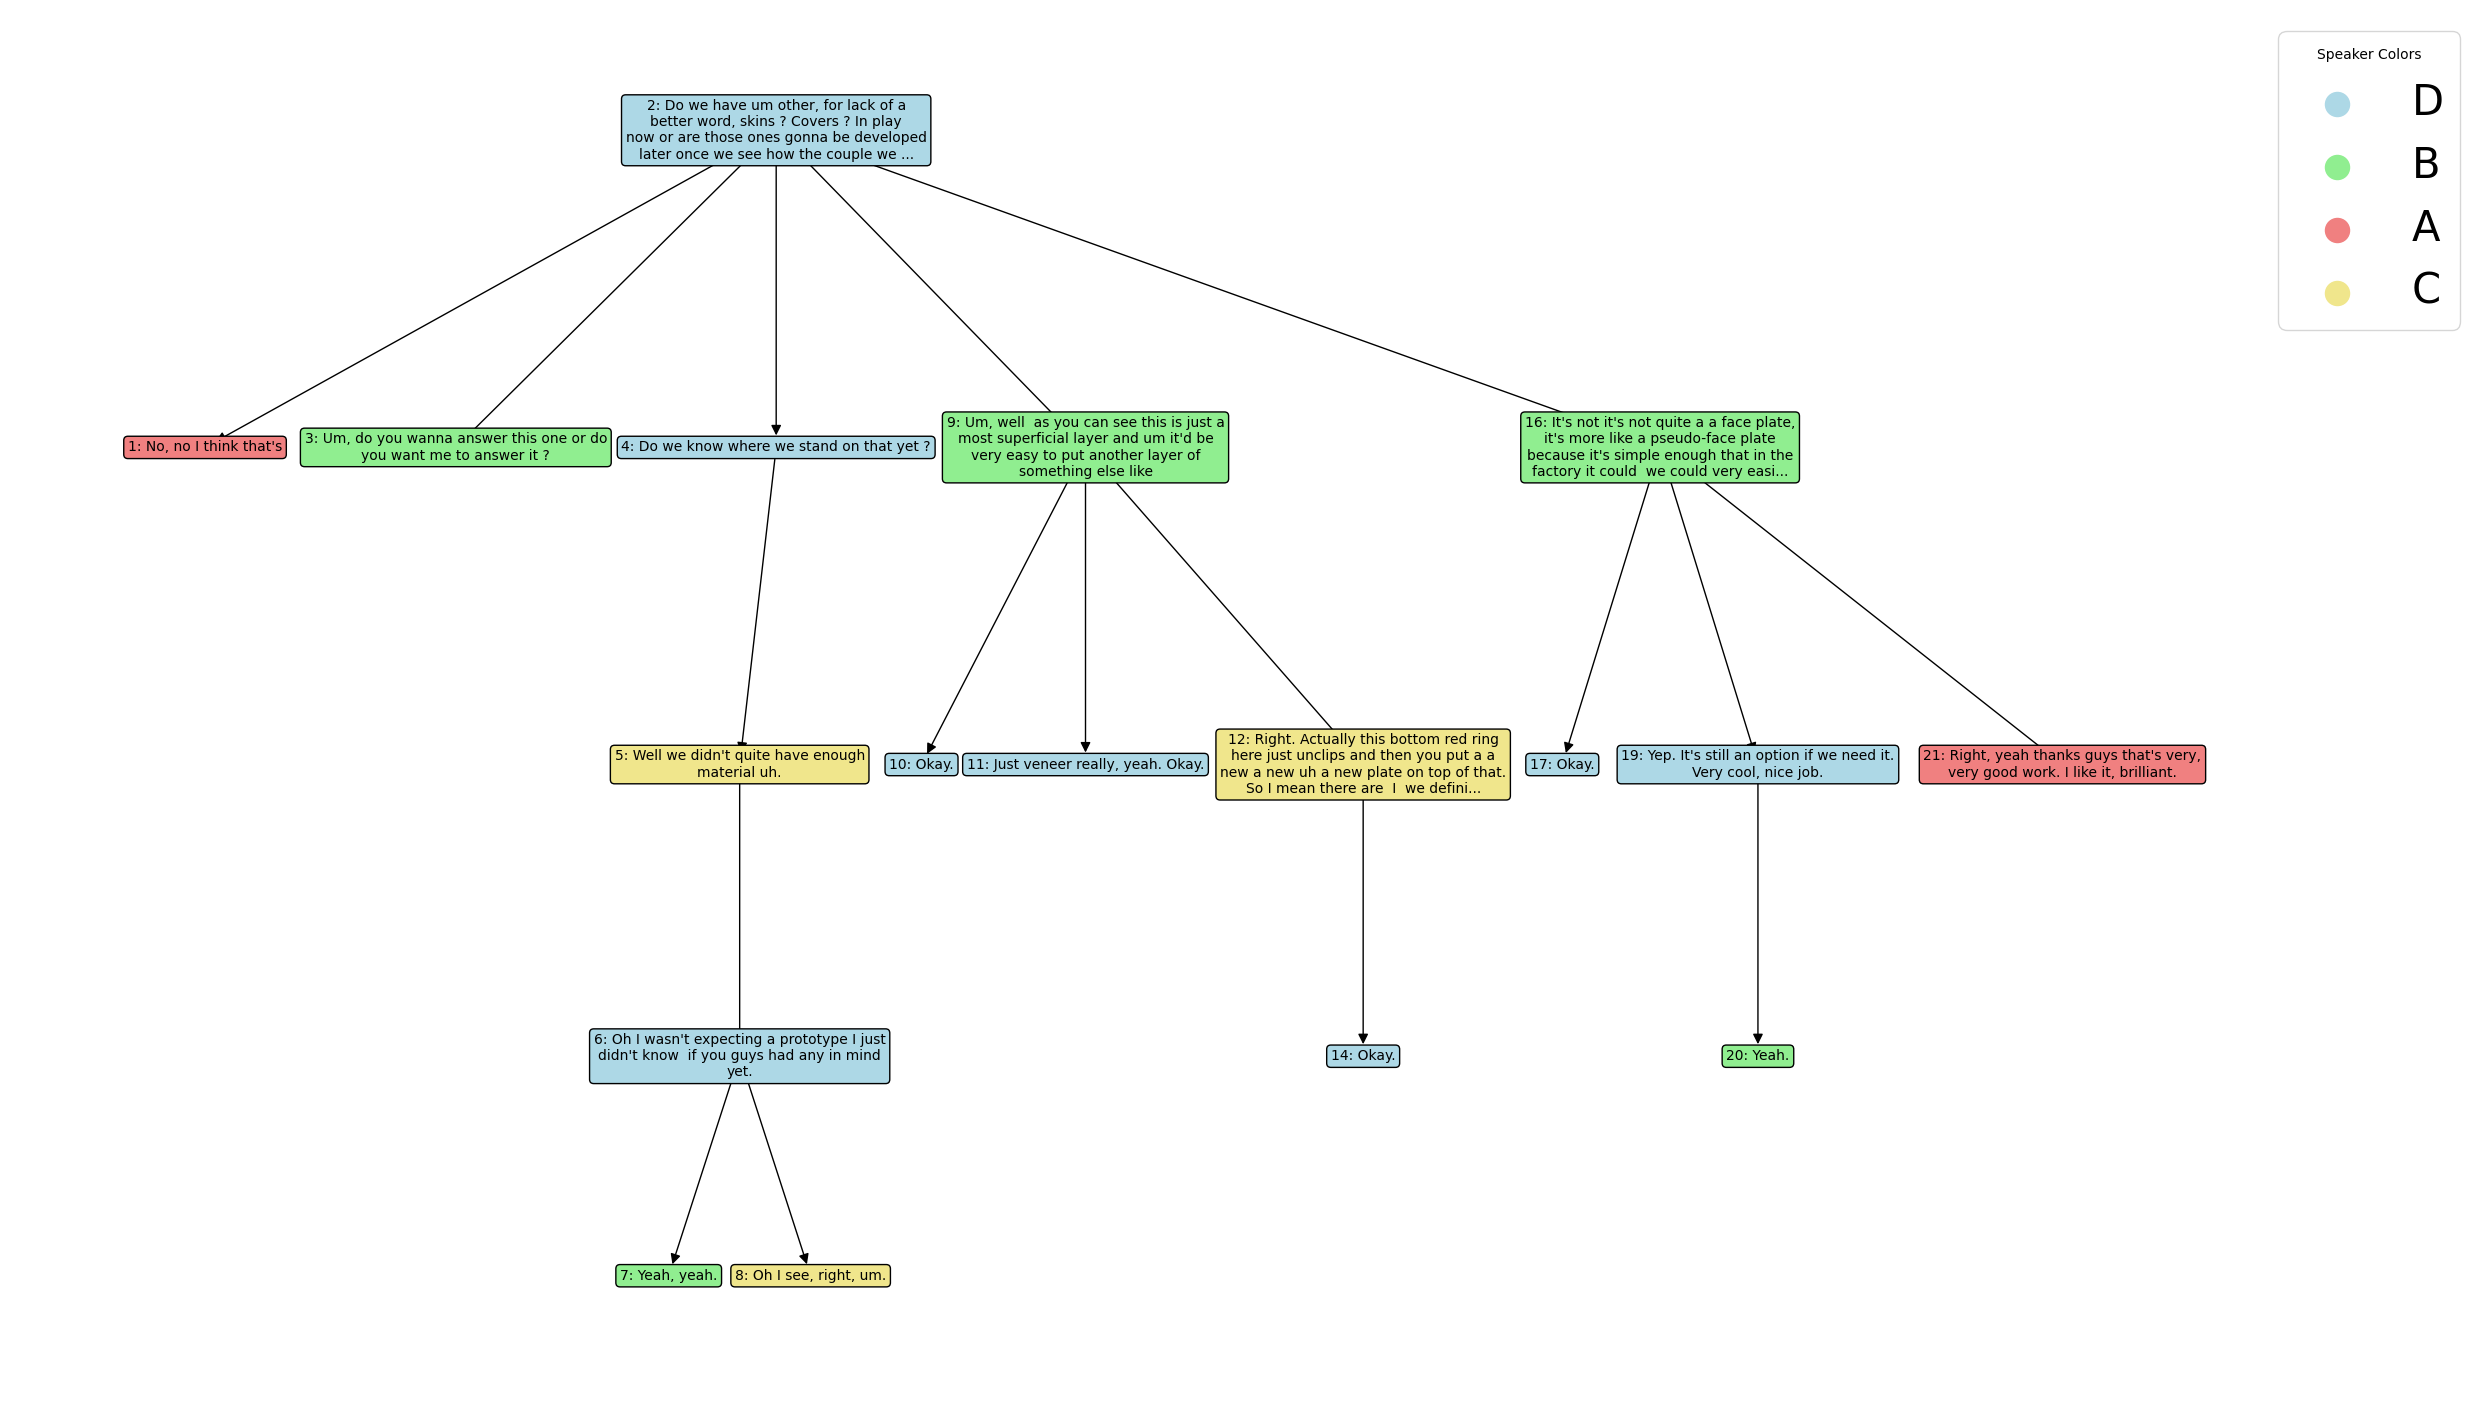 Speaker Colors
D
B
A
C
2: Do we have um other, for lack of a
better word, skins ? Covers ? In play
now or are those ones gonna be developed
later once we see how the couple we ...
1: No, no I think that's
3: Um, do you wanna answer this one or do
you want me to answer it ?
4: Do we know where we stand on that yet ?
9: Um, well  as you can see this is just a
most superficial layer and um it'd be
very easy to put another layer of
something else like
16: It's not it's not quite a a face plate,
it's more like a pseudo-face plate
because it's simple enough that in the
factory it could  we could very easi...
5: Well we didn't quite have enough
material uh.
10: Okay.
11: Just veneer really, yeah. Okay.
12: Right. Actually this bottom red ring
here just unclips and then you put a a
new a new uh a new plate on top of that.
So I mean there are  I  we defini...
17: Okay.
19: Yep. It's still an option if we need it.
Very cool, nice job.
21: Right, yeah thanks guys that's very,
very good work. I like it, brilliant.
6: Oh I wasn't expecting a prototype I just
didn't know  if you guys had any in mind
yet.
14: Okay.
20: Yeah.
7: Yeah, yeah.
8: Oh I see, right, um.